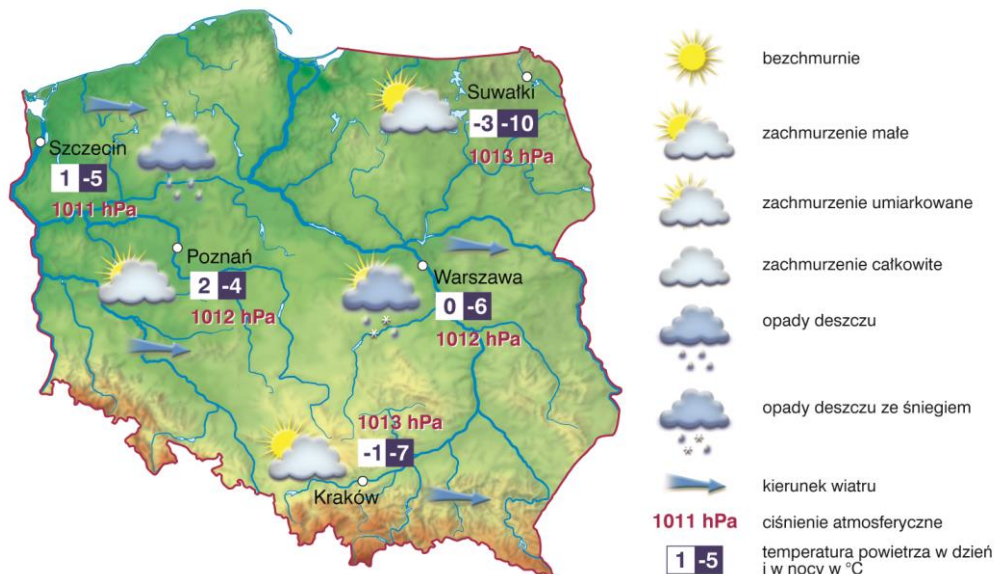 Suwałki
-3 -10
1013 hPa
Szczecin
1 -5
1011 hPa
Poznań
2 -4
1012 hPa
Warszawa
0 -6
1012 hPa
1013 hPa
-1 -7
Kraków
bezchmurnie
zachmurzenie małe
zachmurzenie umiarkowane
zachmurzenie całkowite
opady deszczu
opady deszczu ze śniegiem
kierunek wiatru
1011 hPa ciśnienie atmosferyczne
1 -5 temperatura powietrza w dzień
i w nocy w °C